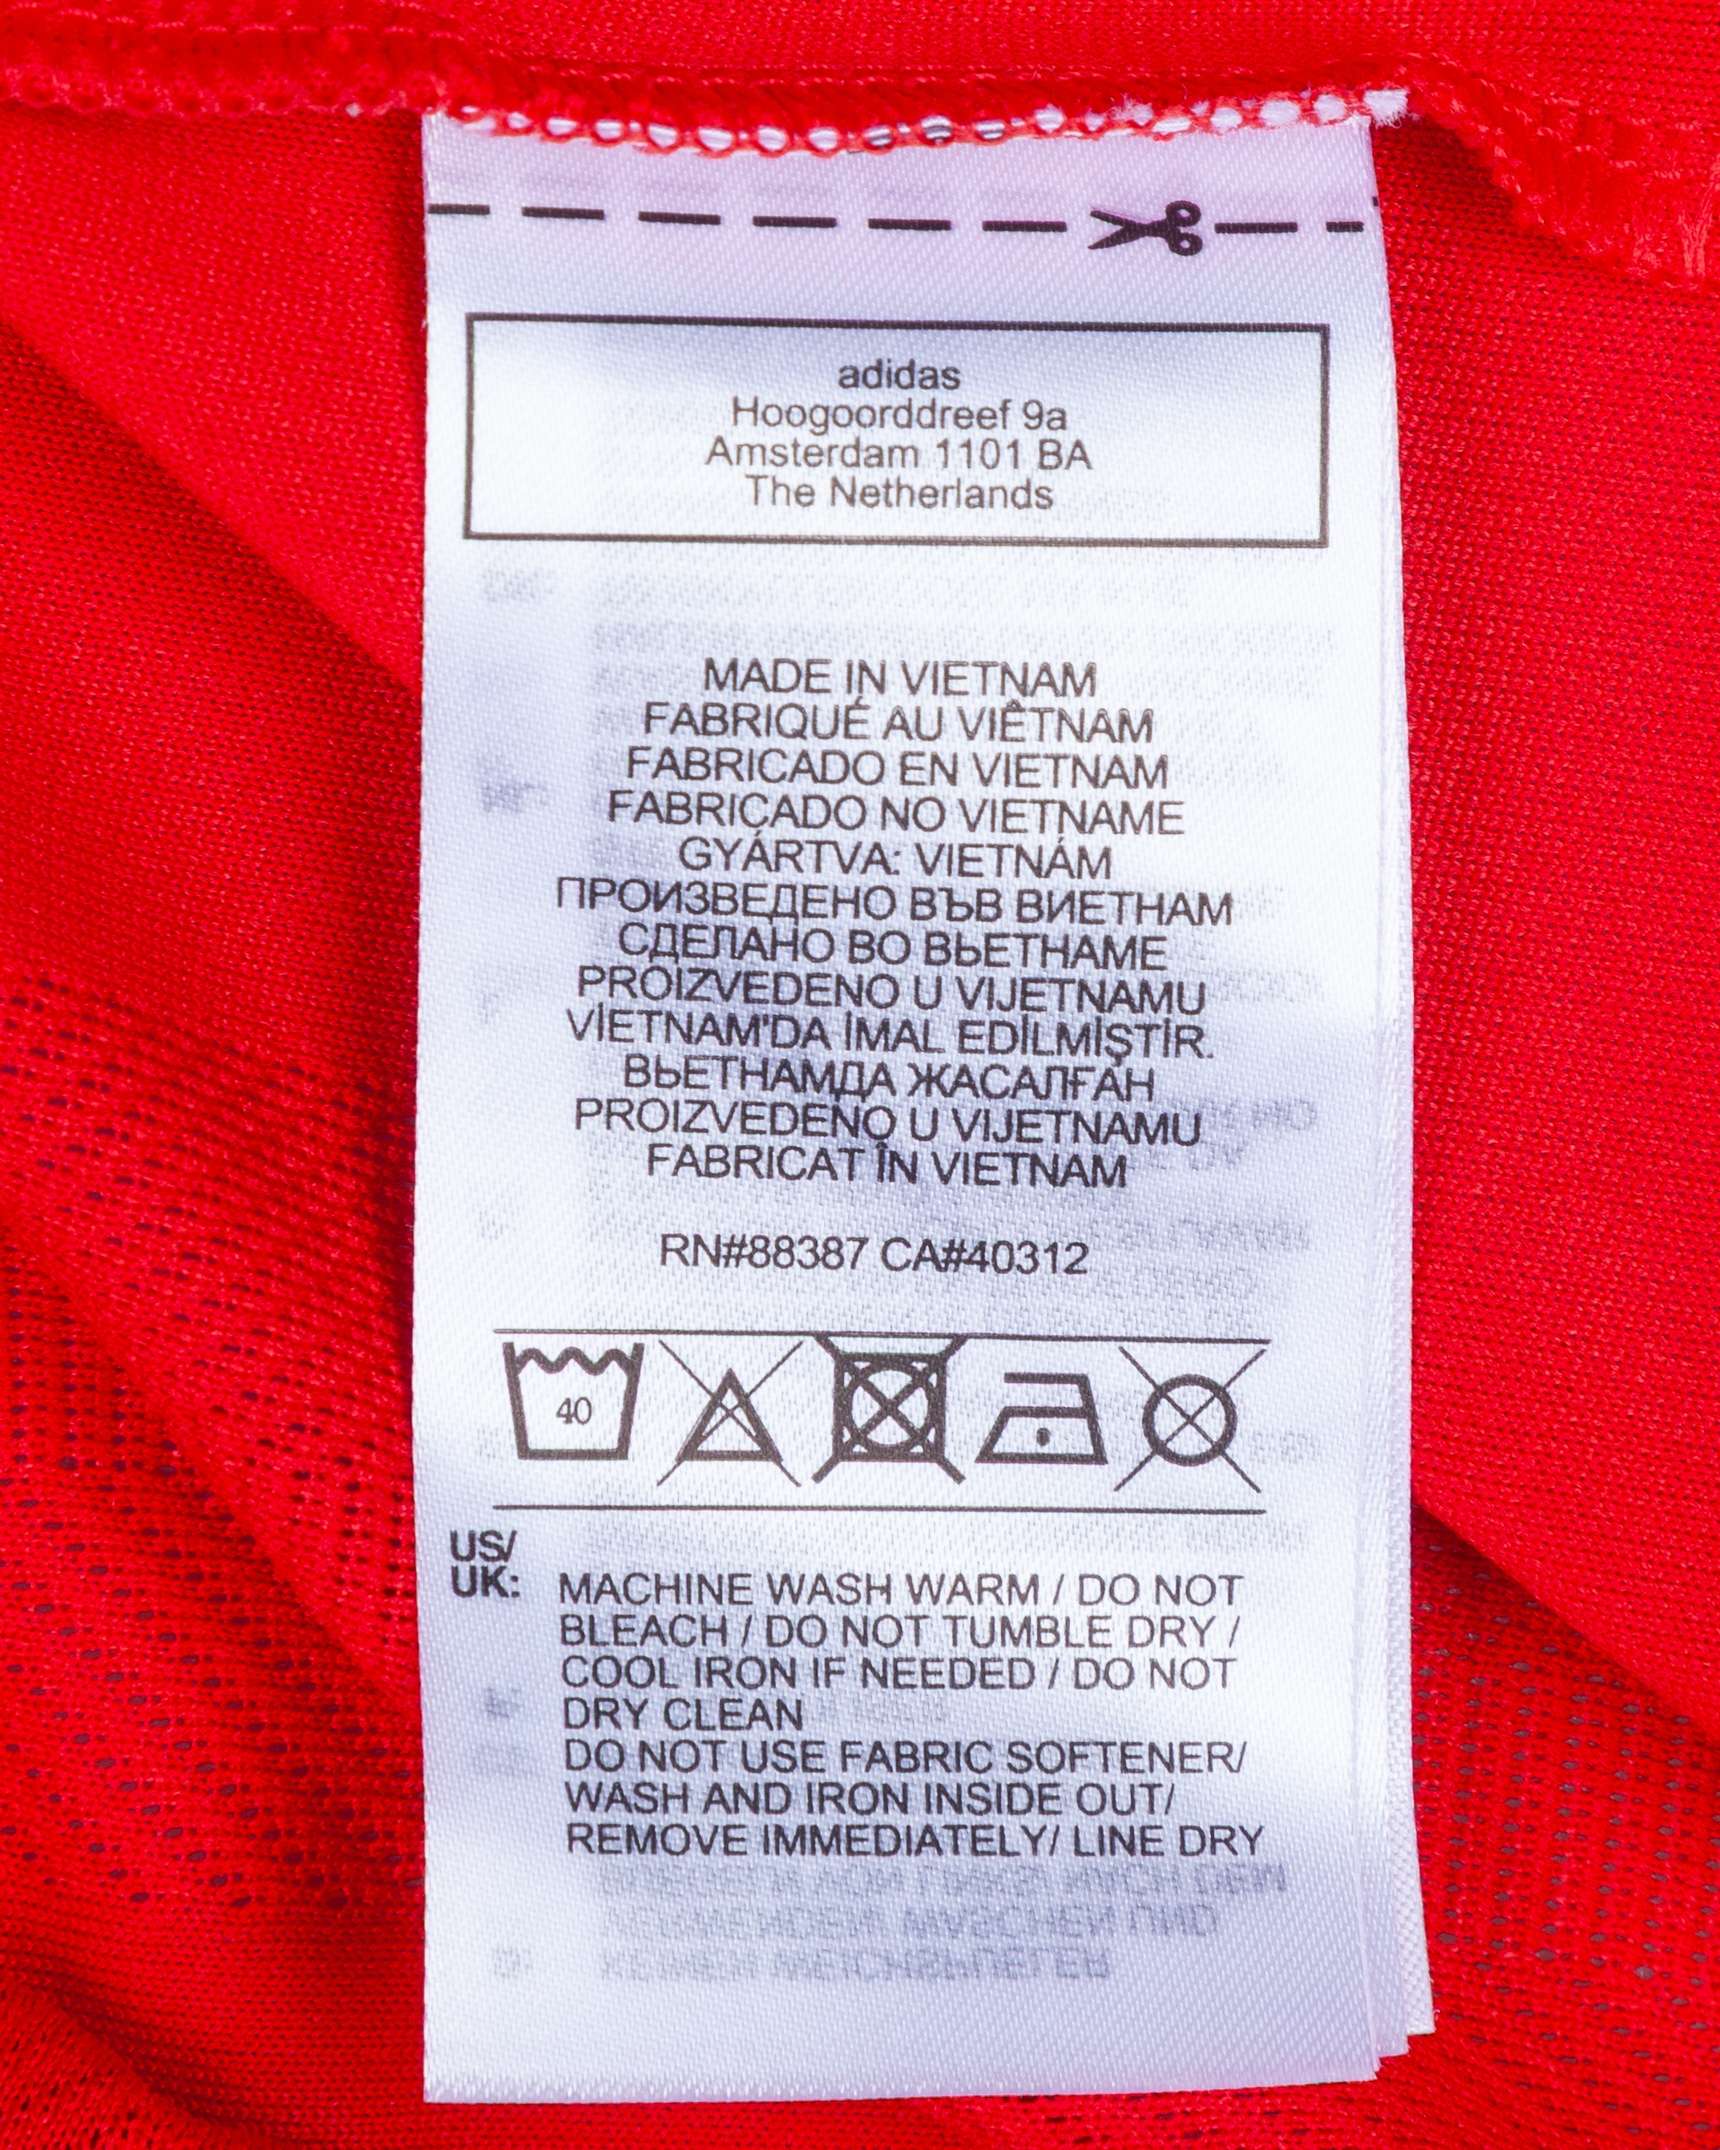 adidas
Hoogoorddreef 9a
Amsterdam 1101 BA
The Netherlands
MADE IN VIETNAM
FABRIQUÉ AU VIÊTNAM
FABRICADO EN VIETNAM
FABRICADO NO VIETNAME
GYÁRTVA: VIETNÁM
ПРОИЗВЕДЕНО ВЪВ ВИЕТНАМ
СДЕЛАНО ВО ВЬЕТНАМЕ
PROIZVEDENO U VIJETNAMU
VİETNAM'DA İMAL EDİLMİŞTİR.
ВЬЕТНАМДА ЖАСАЛҒАН
PROIZVEDENO U VIJETNAMU
FABRICAT ÎN VIETNAM
RN#88387 CA#40312
40
US/
UK: MACHINE WASH WARM / DO NOT
BLEACH / DO NOT TUMBLE DRY /
COOL IRON IF NEEDED / DO NOT
DRY CLEAN
DO NOT USE FABRIC SOFTENER/
WASH AND IRON INSIDE OUT/
REMOVE IMMEDIATELY/ LINE DRY